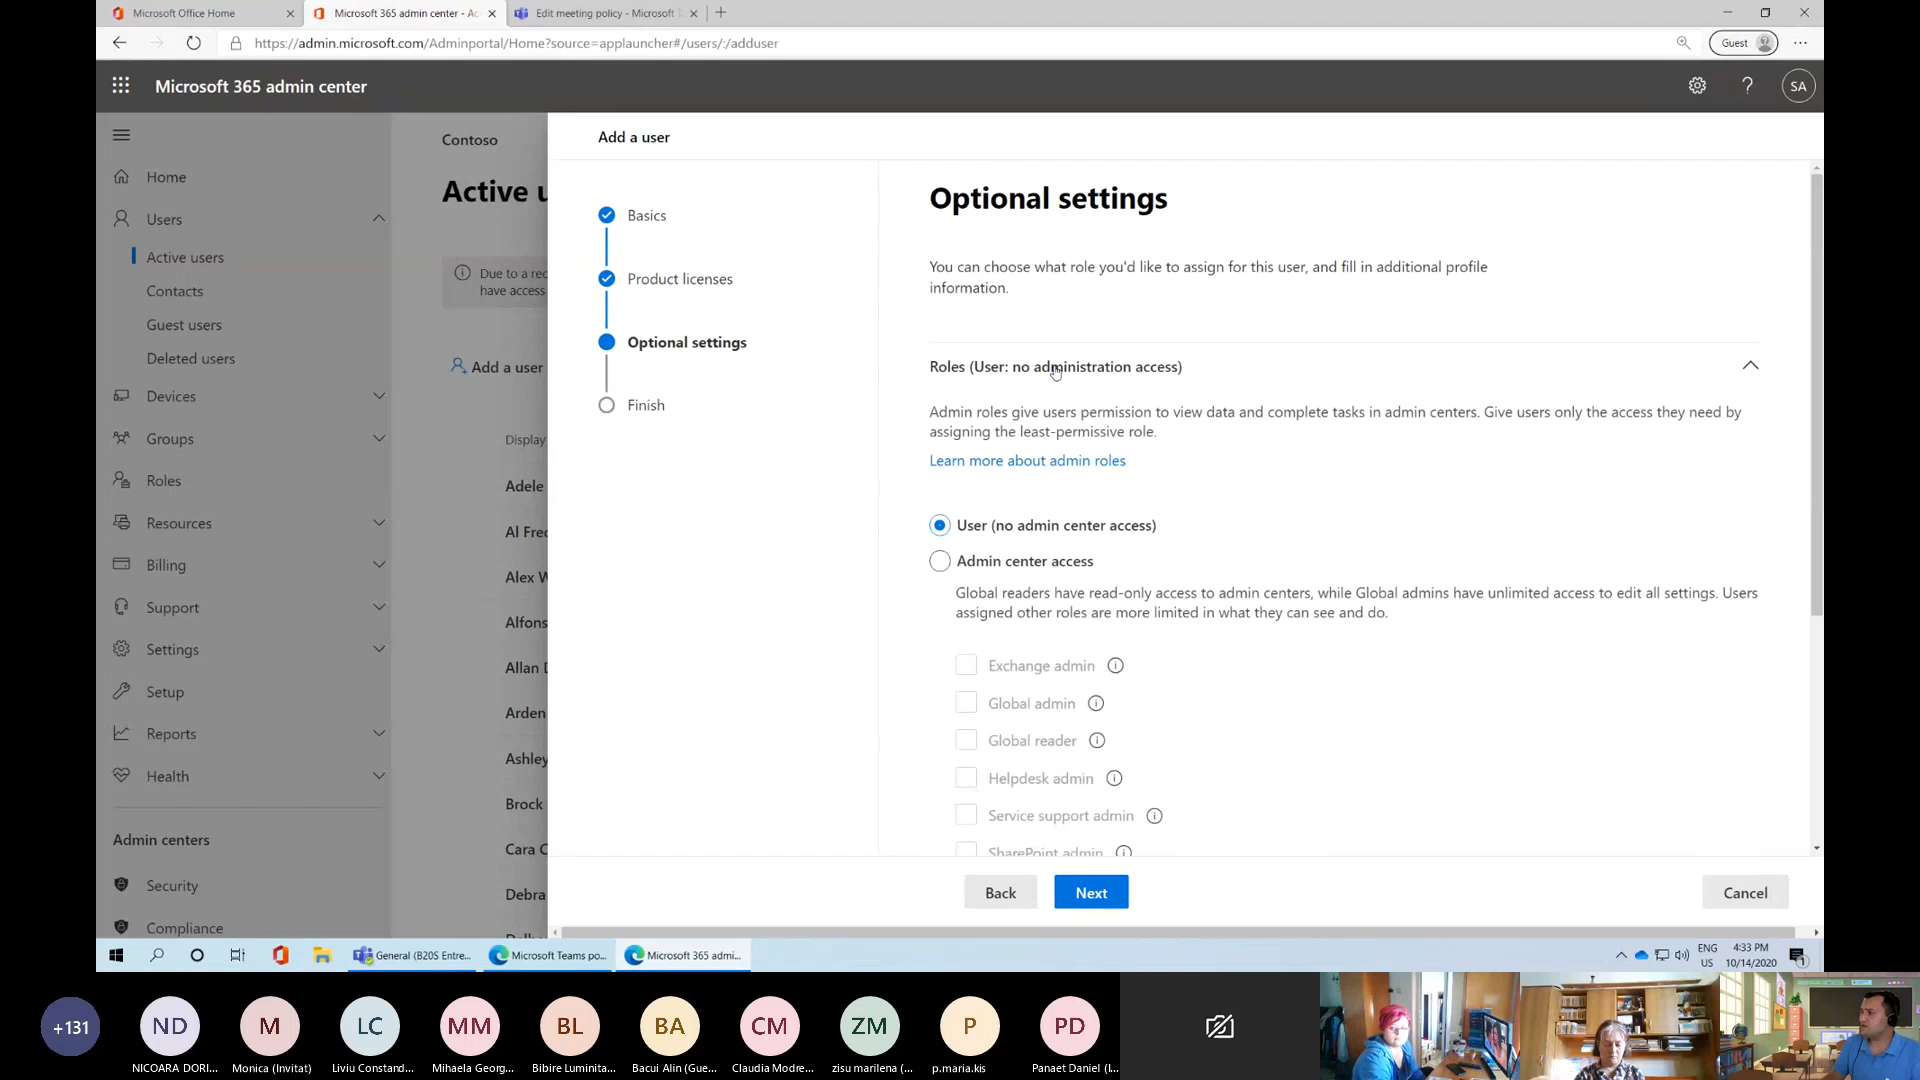 Microsoft Office Home
Microsoft 365 admin center - Ac
Edit meeting policy - Microsoft T
https://admin.microsoft.com/Adminportal/Home?source=applauncher#/users/:/adduser
Guest
Microsoft 365 admin center
?
SA
Home
Users
Active users
Contacts
Guest users
Deleted users
Devices
Groups
Roles
Resources
Billing
Support
Settings
Setup
Reports
Health
Admin centers
Security
Compliance
Contoso
Active u
Due to a rec
have access
Add a user
Display
Adele
Al Fred
Alex W
Alfons
Allan D
Arden
Ashley
Brock
Cara C
Debra
Add a user
Basics
Product licenses
Optional settings
Finish
Optional settings
You can choose what role you'd like to assign for this user, and fill in additional profile
information.
Roles (User: no administration access)
Admin roles give users permission to view data and complete tasks in admin centers. Give users only the access they need by
assigning the least-permissive role.
Learn more about admin roles
User (no admin center access)
Admin center access
Global readers have read-only access to admin centers, while Global admins have unlimited access to edit all settings. Users
assigned other roles are more limited in what they can see and do.
Exchange admin
Global admin
Global reader
Helpdesk admin
Service support admin
SharePoint admin
Back
Next
Cancel
General (B20S Entre...
Microsoft Teams po...
Microsoft 365 admi...
ENG
US
4:33 PM
10/14/2020
1
+131
ND
M
LC
MM
BL
BA
CM
ZM
P
PD
NICOARA DORI...
Monica (Invitat)
Liviu Constand...
Mihaela Georg...
Bibire Luminita...
Bacui Alin (Gue...
Claudia Modre...
zisu marilena (...
p.maria.kis
Panaet Daniel (I...